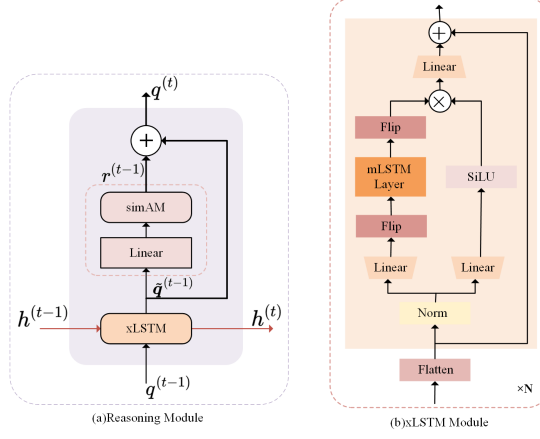 q^(t)
+
r^(t-1)
simAM
Linear
q̃^(t-1)
h^(t-1)
xLSTM
h^(t)
q^(t-1)
(a)Reasoning Module
+
Linear
×
Flip
mLSTM
Layer
SiLU
Flip
Linear
Linear
Norm
Flatten
×N
(b)xLSTM Module